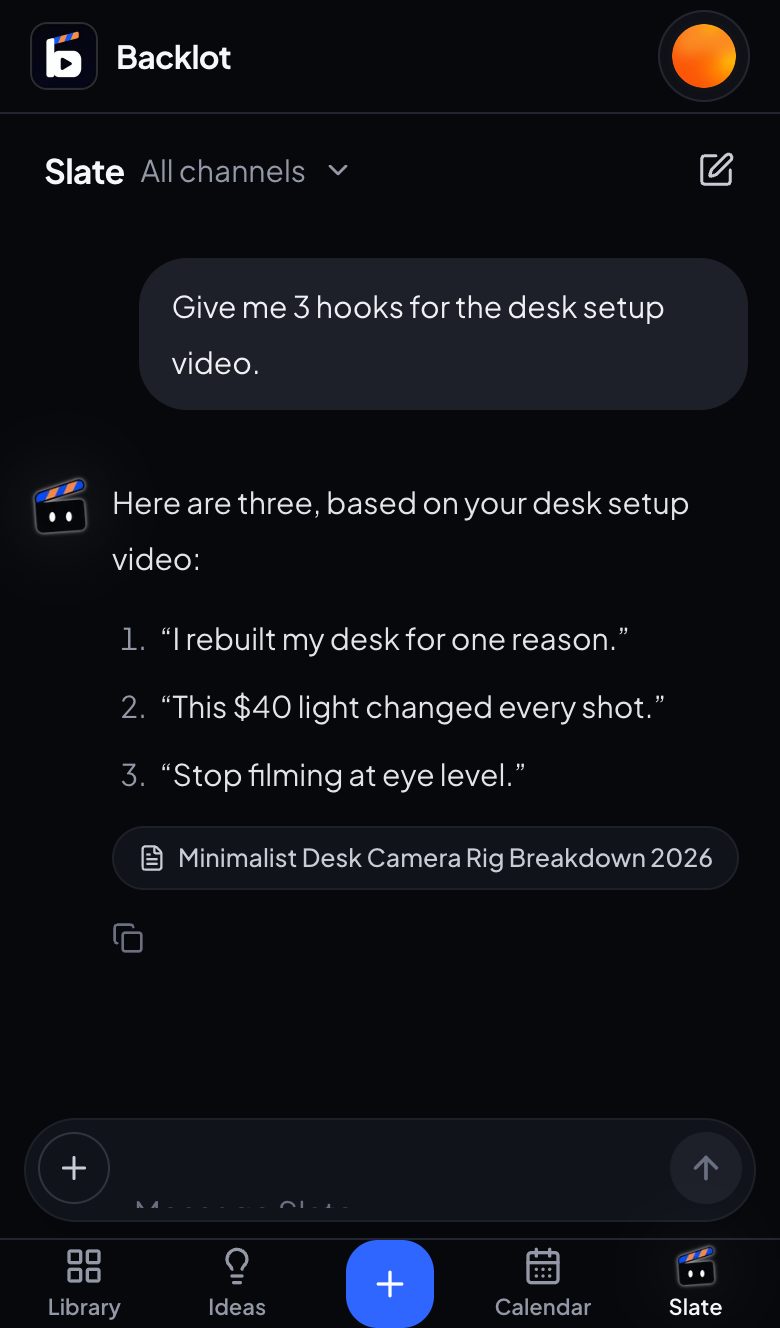 Backlot
Slate All channels
Give me 3 hooks for the desk setup
video.
Here are three, based on your desk setup
video:
1. “I rebuilt my desk for one reason.”
2. “This $40 light changed every shot.”
3. “Stop filming at eye level.”
Minimalist Desk Camera Rig Breakdown 2026
Library Ideas Calendar Slate